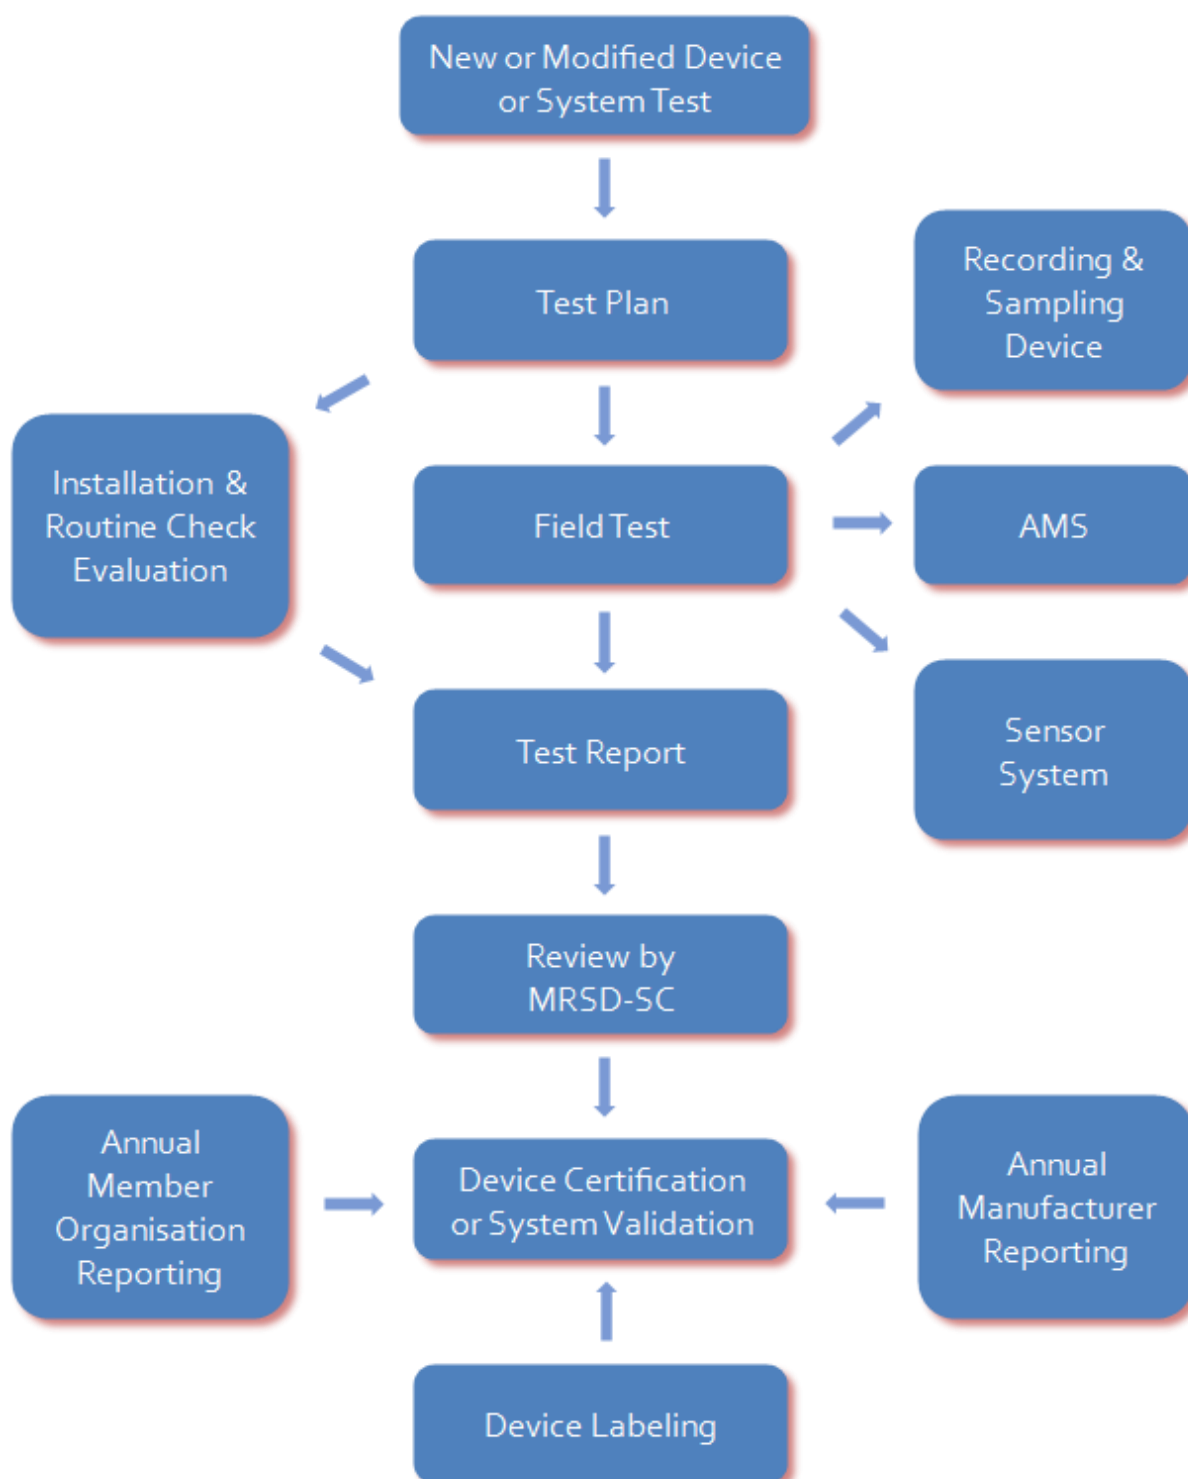 New or Modified Device
or System Test
Test Plan
Recording &
Sampling
Device
Installation &
Routine Check
Evaluation
Field Test
AMS
Test Report
Sensor
System
Review by
MRSD-SC
Annual
Member
Organisation
Reporting
Device Certification
or System Validation
Annual
Manufacturer
Reporting
Device Labeling